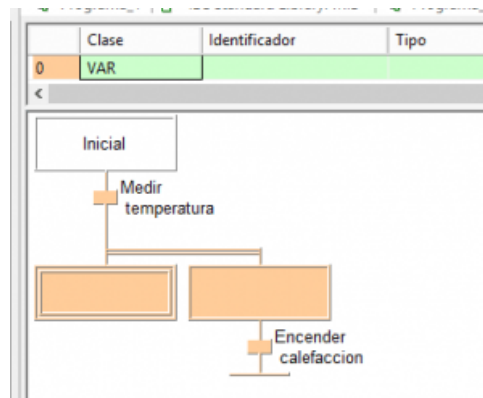 Clase Identificador Tipo
0 VAR
Inicial
Medir
temperatura
Encender
calefaccion